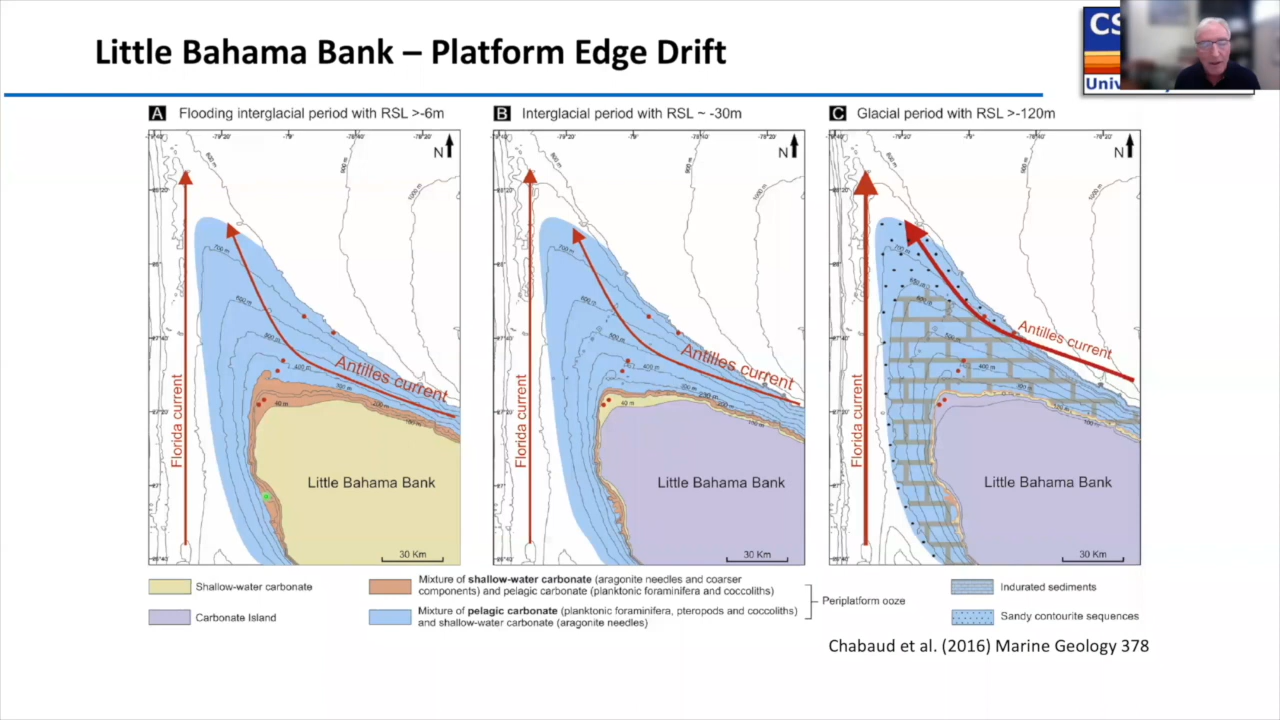 Little Bahama Bank – Platform Edge Drift
CS
Univ
A Flooding interglacial period with RSL >-6m
B Interglacial period with RSL ~ -30m
C Glacial period with RSL >-120m
N
N
N
Antilles current
Antilles current
Antilles current
Florida current
Florida current
Florida current
Little Bahama Bank
Little Bahama Bank
Little Bahama Bank
30 Km
30 Km
30 Km
Shallow-water carbonate
Carbonate Island
Mixture of shallow-water carbonate (aragonite needles and coarser
components) and pelagic carbonate (planktonic foraminifera and coccoliths)
Mixture of pelagic carbonate (planktonic foraminifera, pteropods and coccoliths)
and shallow-water carbonate (aragonite needles)
Periplatform ooze
Indurated sediments
Sandy contourite sequences
Chabaud et al. (2016) Marine Geology 378